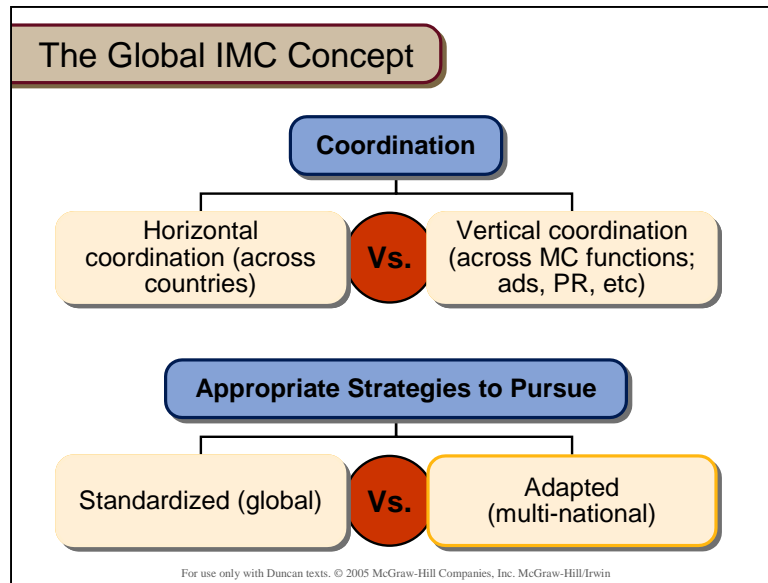 The Global IMC Concept
Coordination
Horizontal
coordination (across
countries)
Vs.
Vertical coordination
(across MC functions;
ads, PR, etc)
Appropriate Strategies to Pursue
Standardized (global)
Vs.
Adapted
(multi-national)
For use only with Duncan texts. © 2005 McGraw-Hill Companies, Inc. McGraw-Hill/Irwin